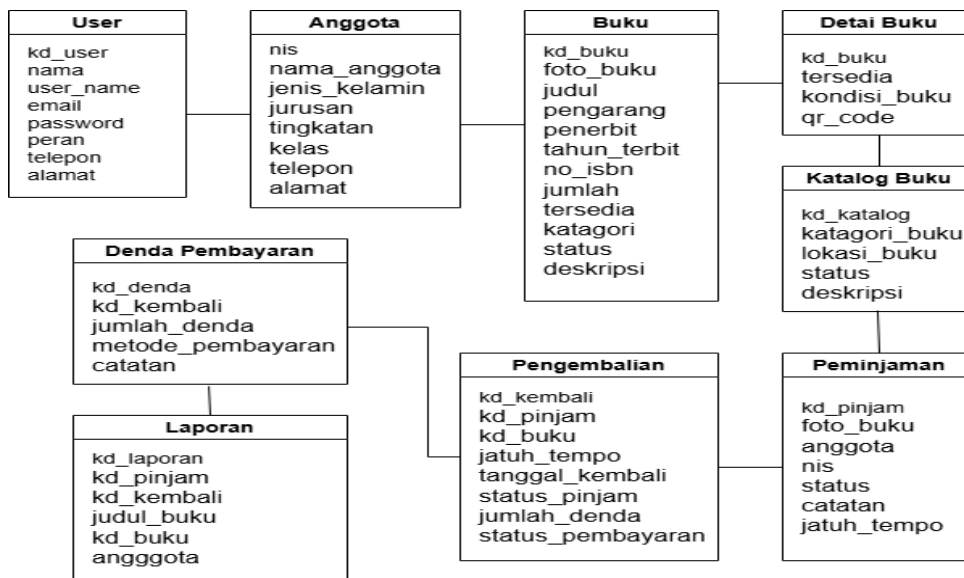 User
kd_user
nama
user_name
email
password
peran
telepon
alamat
Anggota
nis
nama_anggota
jenis_kelamin
jurusan
tingkatan
kelas
telepon
alamat
Buku
kd_buku
foto_buku
judul
pengarang
penerbit
tahun_terbit
no_isbn
jumlah
tersedia
katagori
status
deskripsi
Detai Buku
kd_buku
tersedia
kondisi_buku
qr_code
Katalog Buku
kd_katalog
katagori_buku
lokasi_buku
status
deskripsi
Denda Pembayaran
kd_denda
kd_kembali
jumlah_denda
metode_pembayaran
catatan
Pengembalian
kd_kembali
kd_pinjam
kd_buku
jatuh_tempo
tanggal_kembali
status_pinjam
jumlah_denda
status_pembayaran
Peminjaman
kd_pinjam
foto_buku
anggota
nis
status
catatan
jatuh_tempo
Laporan
kd_laporan
kd_pinjam
kd_kembali
judul_buku
kd_buku
angggota